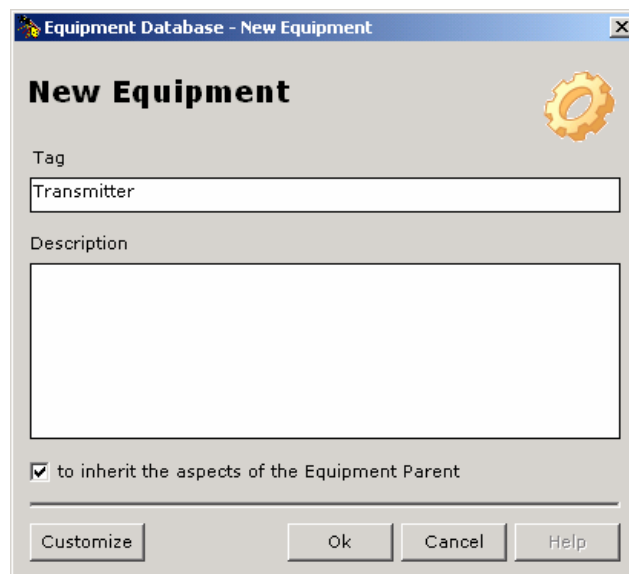 Equipment Database - New Equipment
New Equipment
Tag
Transmitter
Description
to inherit the aspects of the Equipment Parent
Customize
Ok
Cancel
Help